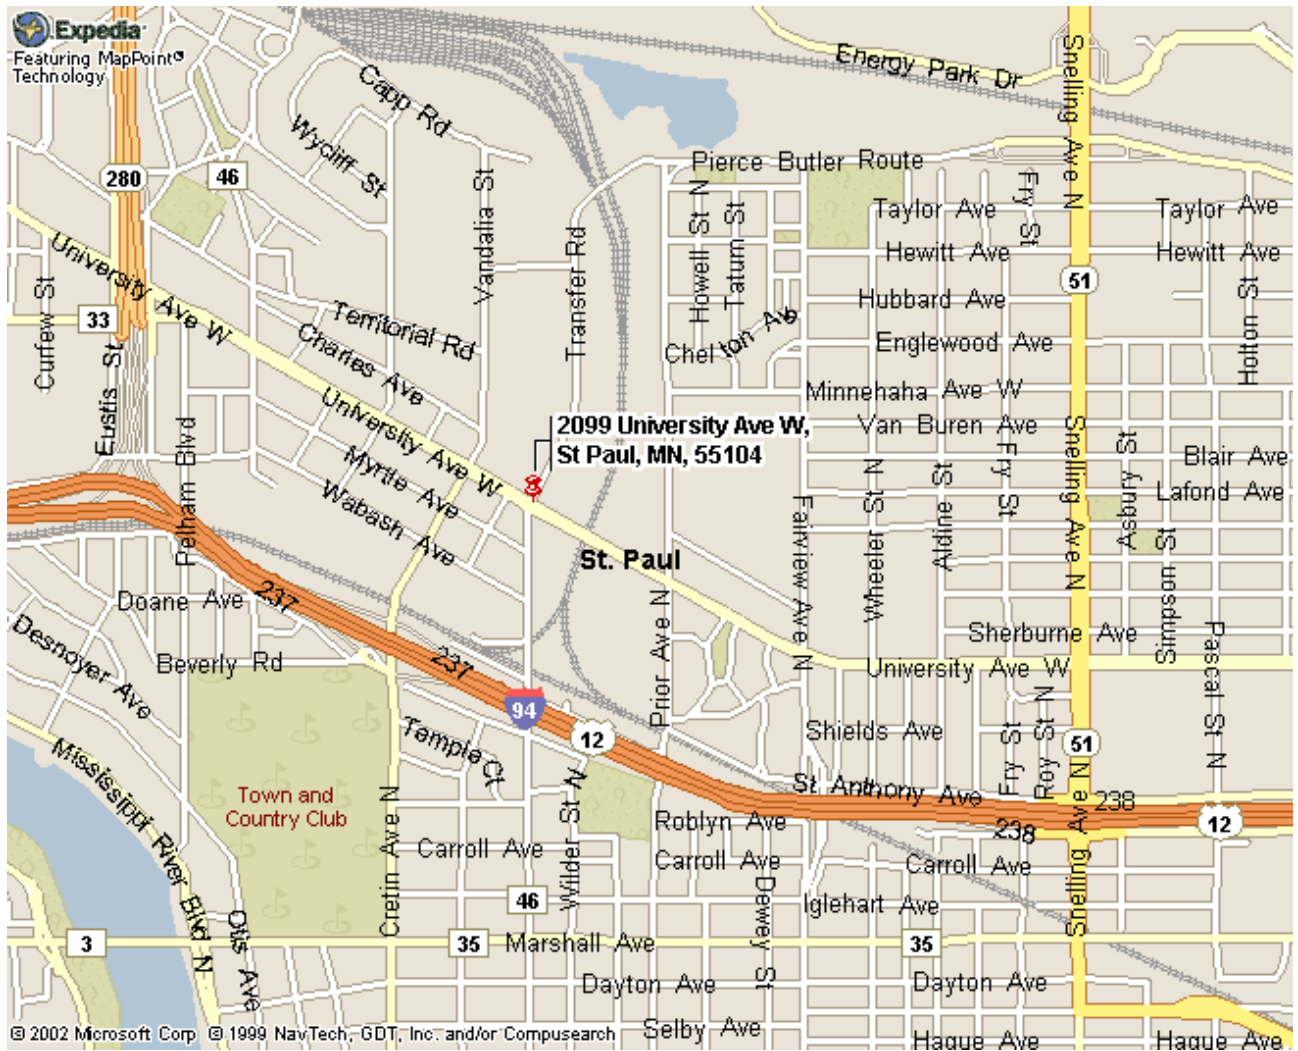 Expedia
Featuring MapPoint®
Technology
Energy Park Dr
Snelling Ave N
Capp Rd
Wycliff St
Pierce Butler Route
280
46
Vandalia St
Howell St N
Tatum St
Fry St
Taylor Ave
Taylor Ave
University Ave W
Transfer Rd
Hewitt Ave
Hewitt Ave
51
Curfew St
33
Territorial Rd
Hubbard Ave
Holton St
Eustis St
Charles Ave
Chelton Ave
Englewood Ave
Minnehaha Ave W
University Ave W
2099 University Ave W,
St Paul, MN, 55104
Van Buren Ave
Pelham Blvd
Myrtle Ave
Wabash Ave
Snelling Ave N
Fry St
Asbury St
Blair Ave
Lafond Ave
Fairview Ave N
Wheeler St N
Aldine St
Simpson St
St. Paul
237
Doane Ave
Desnoyer Ave
Beverly Rd
237
Prior Ave N
Sherburne Ave
University Ave W
Pascal St N
94
12
Temple Ct
Shields Ave
Fry St
Roy St N
51
Mississippi River Blvd N
Town and
Country Club
Cretin Ave N
Wilder St N
St Anthony Ave
238
238
12
Roblyn Ave
Carroll Ave
Carroll Ave
Carroll Ave
Snelling Ave N
46
Dewey St
Iglehart Ave
Otis Ave
3
35
Marshall Ave
35
Dayton Ave
Dayton Ave
Selby Ave
Hague Ave
Hague Ave
© 2002 Microsoft Corp © 1999 NavTech, GDT, Inc. and/or Compusearch